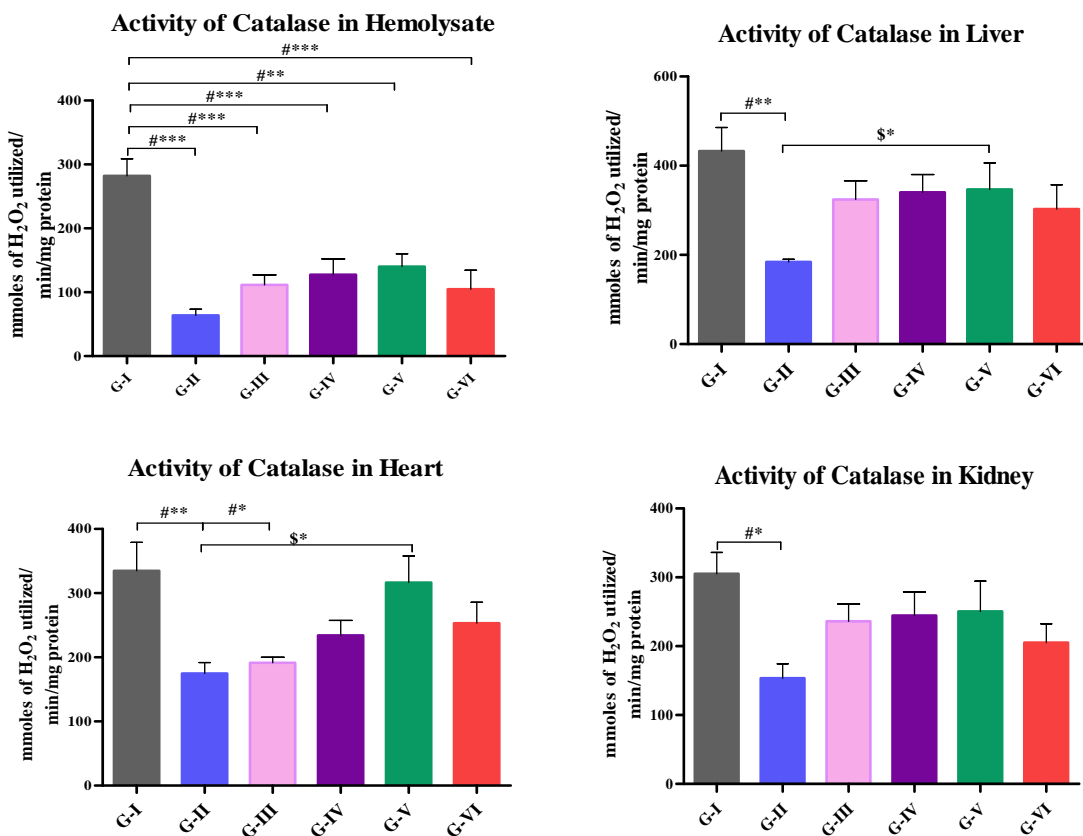 Activity of Catalase in Hemolysate
#***
#**
#***
#***
#***
mmoles of H₂O₂ utilized/
min/mg protein
400
300
200
100
0
G-I
G-II
G-III
G-IV
G-V
G-VI
Activity of Catalase in Liver
#**
$*
mmoles of H₂O₂ utilized/
min/mg protein
600
400
200
0
G-I
G-II
G-III
G-IV
G-V
G-VI
Activity of Catalase in Heart
#**
#*
$*
mmoles of H₂O₂ utilized/
min/mg protein
400
300
200
100
0
G-I
G-II
G-III
G-IV
G-V
G-VI
Activity of Catalase in Kidney
#*
mmoles of H₂O₂ utilized/
min/mg protein
400
300
200
100
0
G-I
G-II
G-III
G-IV
G-V
G-VI